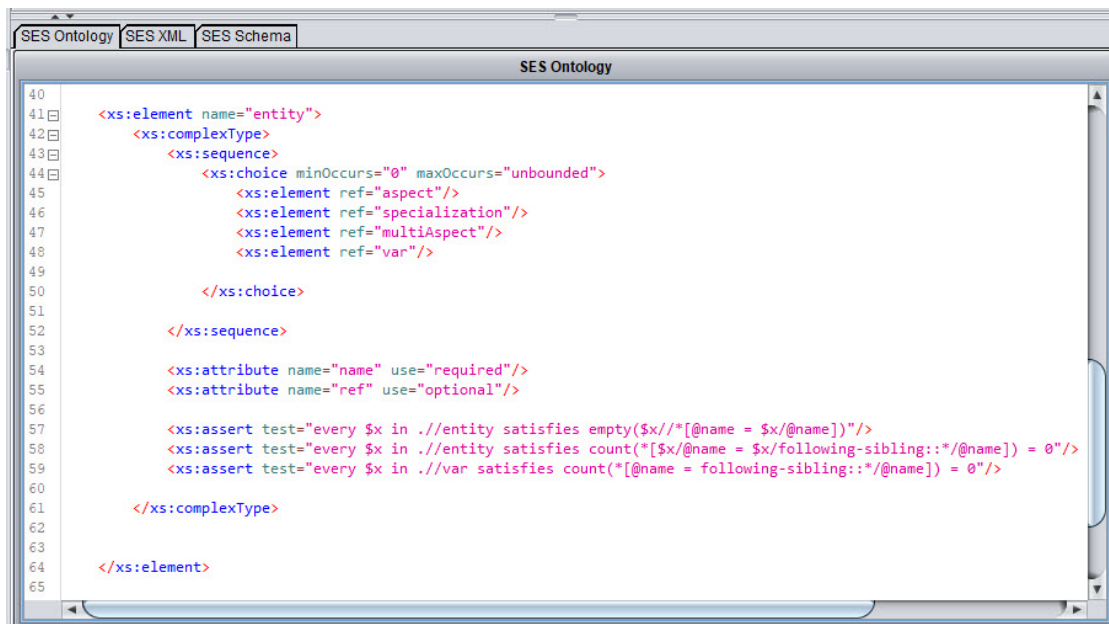 SES Ontology SES XML SES Schema
SES Ontology
40
41 <xs:element name="entity">
42 <xs:complexType>
43 <xs:sequence>
44 <xs:choice minOccurs="0" maxOccurs="unbounded">
45 <xs:element ref="aspect"/>
46 <xs:element ref="specialization"/>
47 <xs:element ref="multiAspect"/>
48 <xs:element ref="var"/>
49
50 </xs:choice>
51
52 </xs:sequence>
53
54 <xs:attribute name="name" use="required"/>
55 <xs:attribute name="ref" use="optional"/>
56
57 <xs:assert test="every $x in .//entity satisfies empty($x//*[@name = $x/@name])"/>
58 <xs:assert test="every $x in .//entity satisfies count(*[$x/@name = $x/following-sibling::*/@name]) = 0"/>
59 <xs:assert test="every $x in .//var satisfies count(*[@name = following-sibling::*/@name]) = 0"/>
60
61 </xs:complexType>
62
63
64 </xs:element>
65